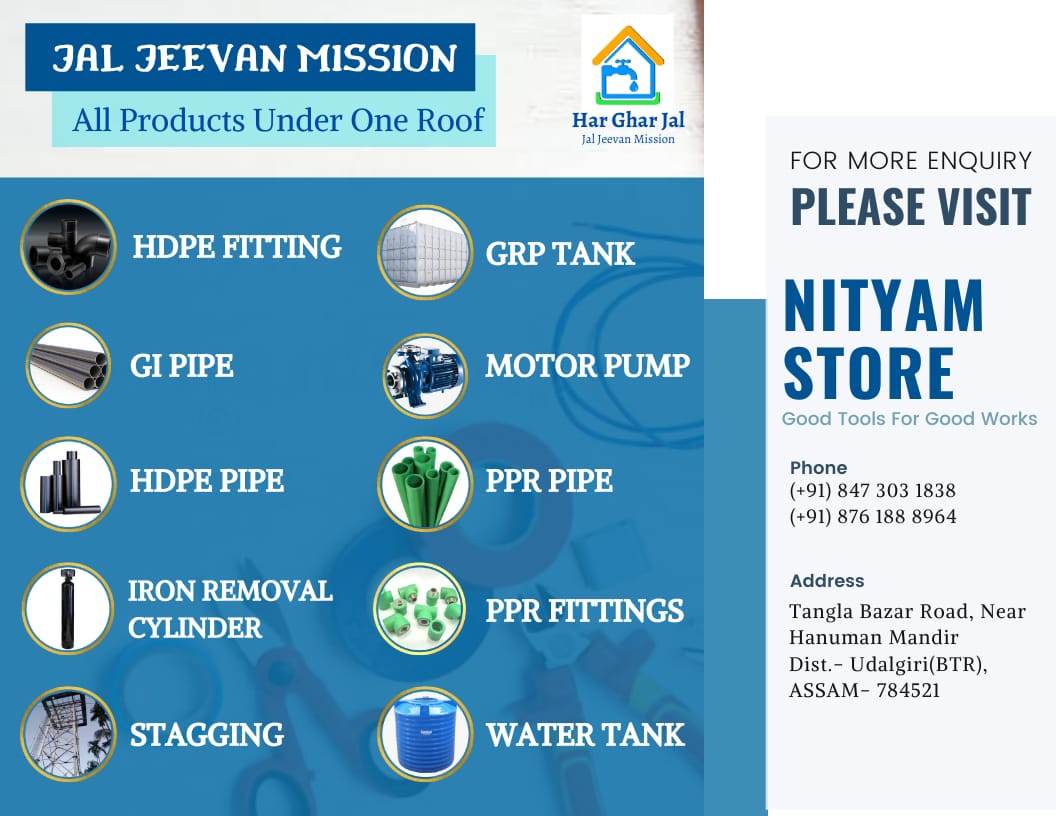 JAL JEEVAN MISSION
All Products Under One Roof
Har Ghar Jal
Jal Jeevan Mission
HDPE FITTING
GRP TANK
GI PIPE
MOTOR PUMP
HDPE PIPE
PPR PIPE
IRON REMOVAL
CYLINDER
PPR FITTINGS
STAGGING
WATER TANK
FOR MORE ENQUIRY
PLEASE VISIT
NITYAM
STORE
Good Tools For Good Works
Phone
(+91) 847 303 1838
(+91) 876 188 8964
Address
Tangla Bazar Road, Near
Hanuman Mandir
Dist.- Udalgiri(BTR),
ASSAM- 784521